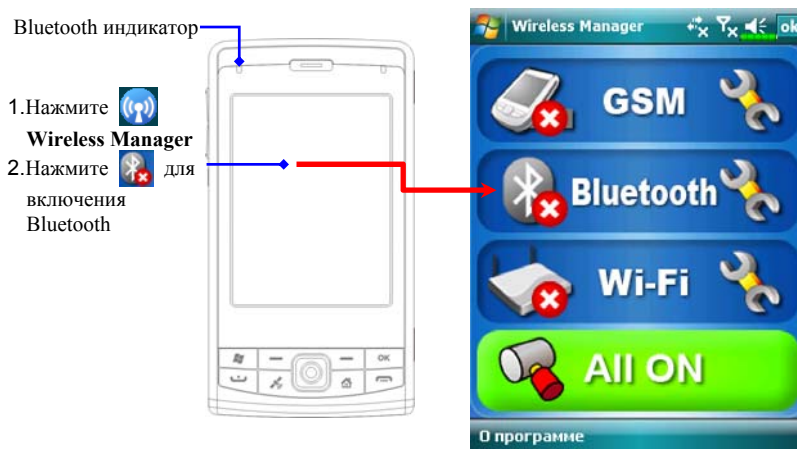 Bluetooth индикатор
1.Нажмите
Wireless Manager
2.Нажмите для
включения
Bluetooth
OK
Wireless Manager ok
GSM
Bluetooth
Wi-Fi
All ON
О программе